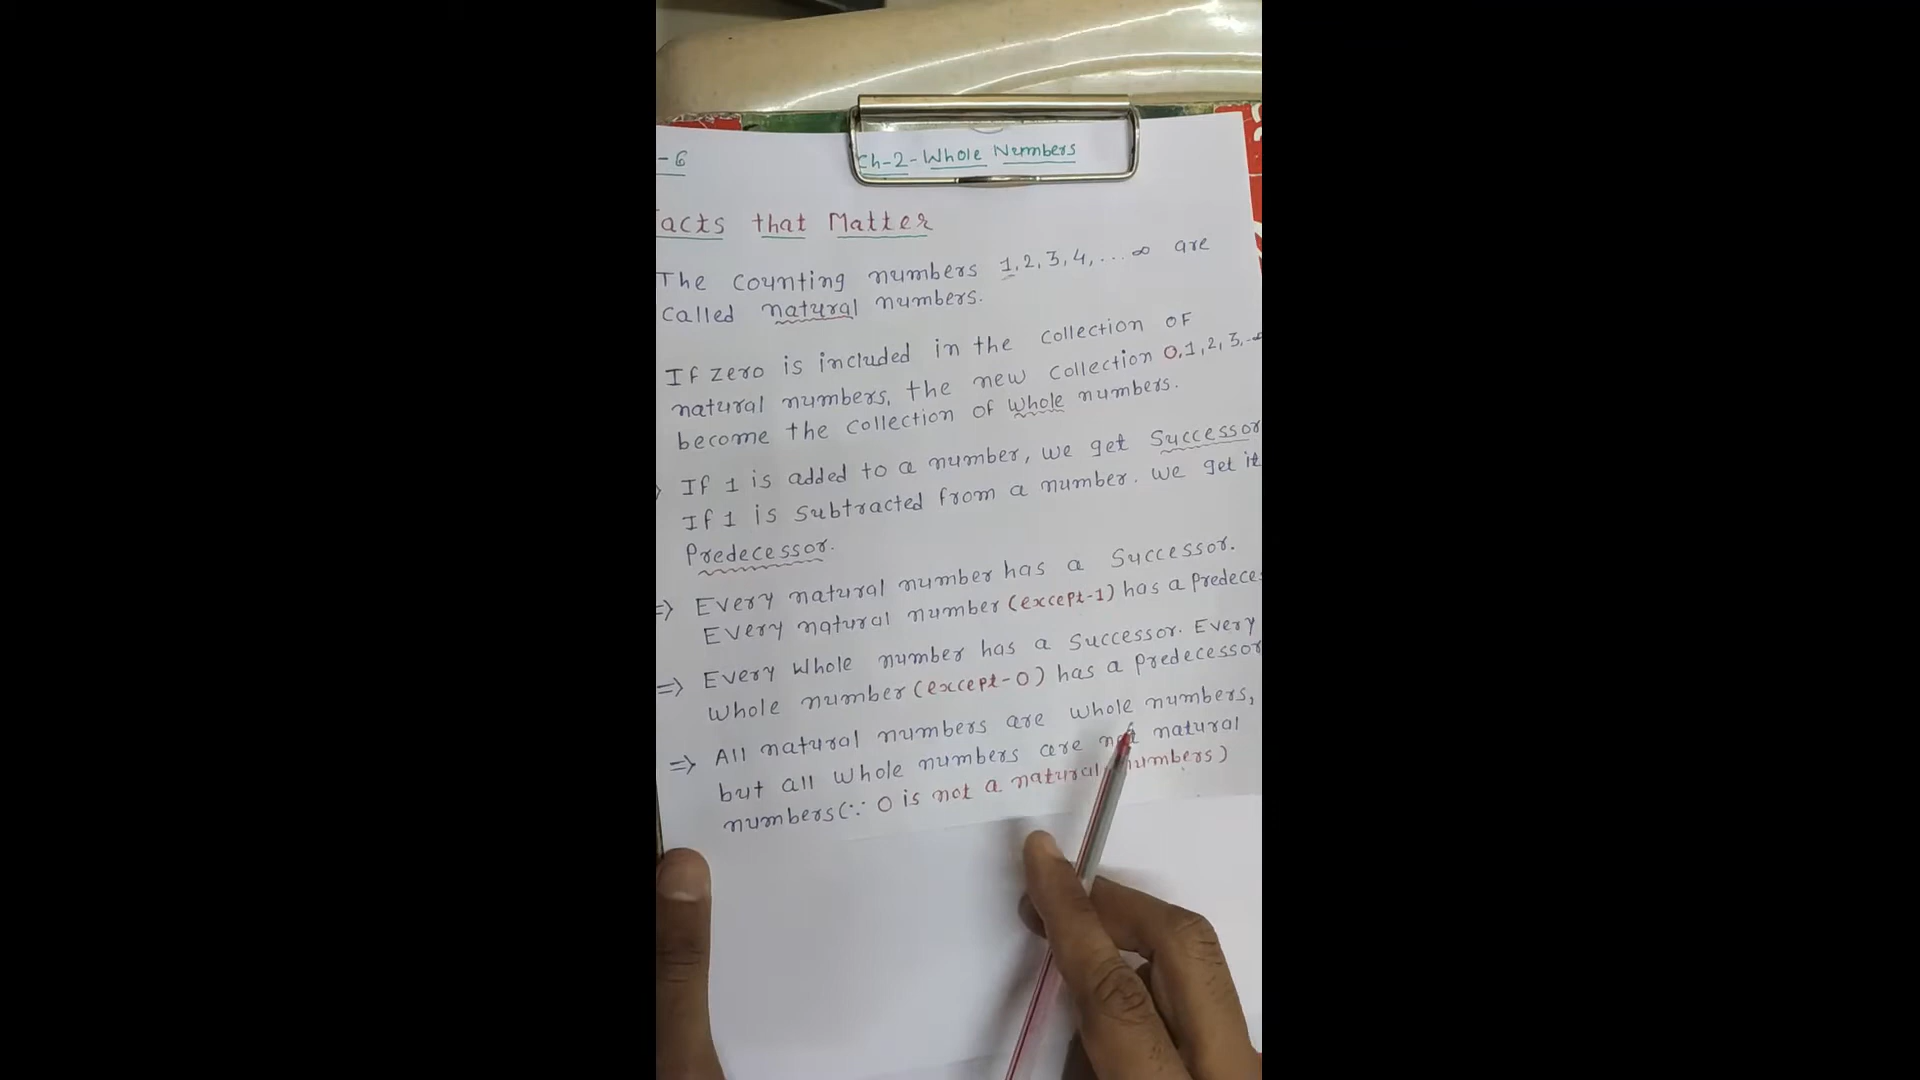 -6
Ch-2-Whole Numbers
Facts that Matter
The counting numbers 1,2,3,4,...∞ are
called natural numbers.
If zero is included in the collection of
natural numbers, the new collection 0,1,2,3,..∞
become the collection of whole numbers.
If 1 is added to a number, we get Successor
If 1 is subtracted from a number. We get it
Predecessor.
=> Every natural number has a Successor.
Every natural number (except-1) has a Predece
=> Every whole number has a Successor. Every
whole number (except-0) has a Predecessor
=> All natural numbers are whole numbers,
but all whole numbers are not natural
numbers (∵ 0 is not a natural numbers)